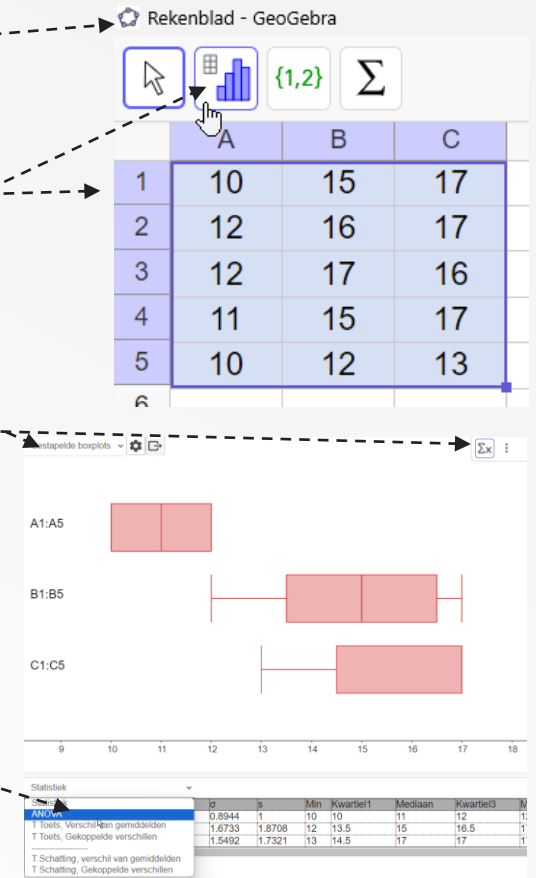 Rekenblad - GeoGebra
{1,2} Σ
A B C
1 10 15 17
2 12 16 17
3 12 17 16
4 11 15 17
5 10 12 13
6
Gestapelde boxplots Σx
A1:A5
B1:B5
C1:C5
9 10 11 12 13 14 15 16 17 18
Statistiek
Statistiek σ s Min Kwartiel1 Mediaan Kwartiel3
ANOVA 0.8944 1 10 10 11 12
T Toets, Verschil van gemiddelden 1.6733 1.8708 12 13.5 15 16.5
T Toets, Gekoppelde verschillen 1.5492 1.7321 13 14.5 17 17
--------------------
T Schatting, verschil van gemiddelden
T Schatting, Gekoppelde verschillen